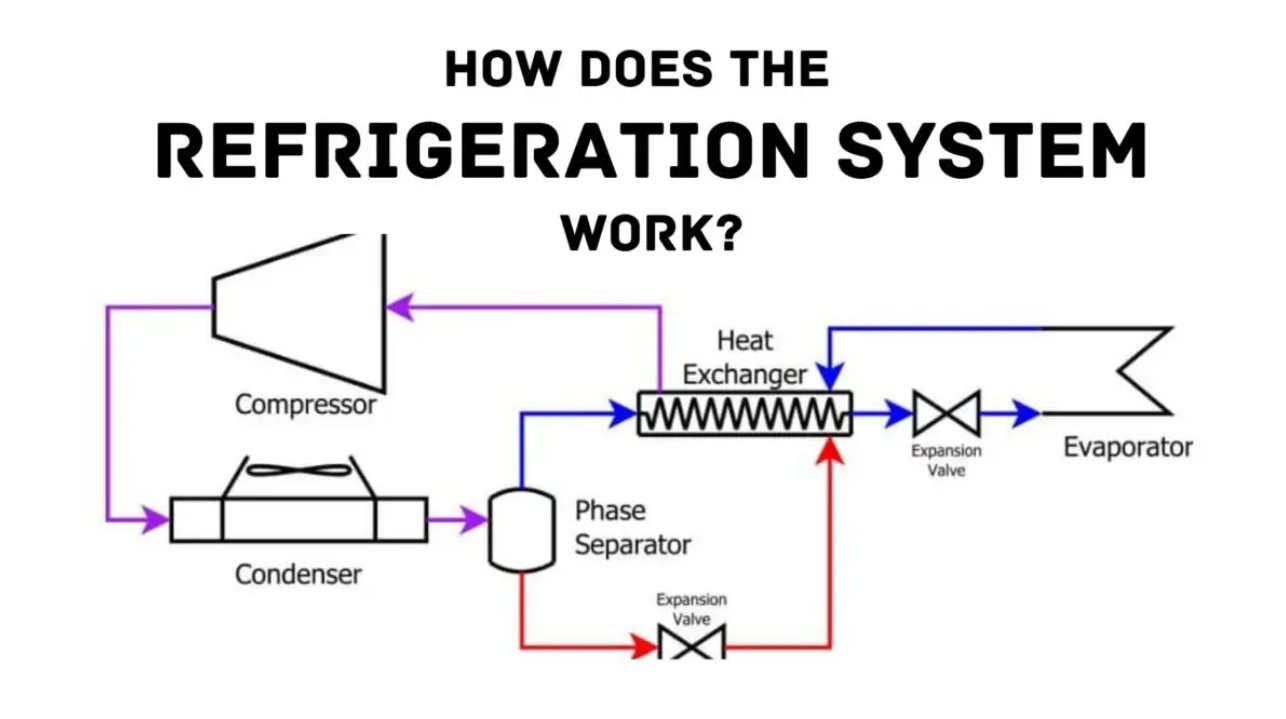 HOW DOES THE
REFRIGERATION SYSTEM
WORK?
Heat
Exchanger
Compressor
Expansion
Valve
Evaporator
Phase
Separator
Condenser
Expansion
Valve